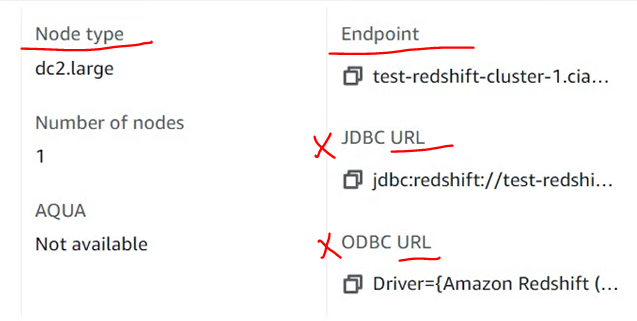 Node type
dc2.large
Number of nodes
1
AQUA
Not available
Endpoint
test-redshift-cluster-1.cia...
JDBC URL
jdbc:redshift://test-redshi...
ODBC URL
Driver={Amazon Redshift (...